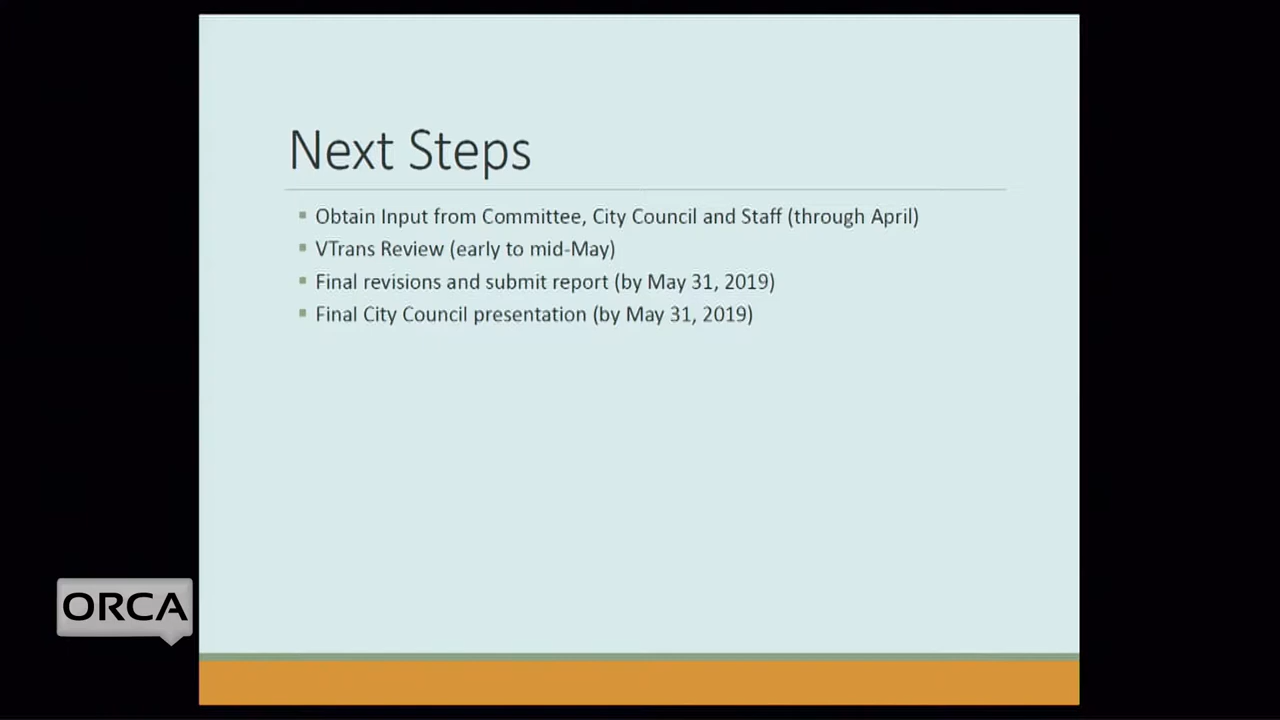 Next Steps
Obtain Input from Committee, City Council and Staff (through April)
VTrans Review (early to mid-May)
Final revisions and submit report (by May 31, 2019)
Final City Council presentation (by May 31, 2019)
ORCA